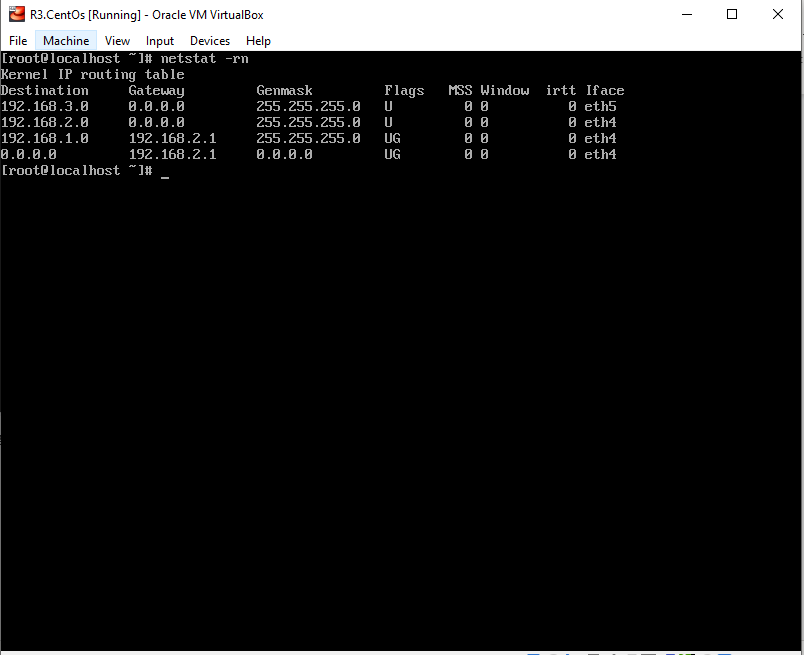 R3.CentOs [Running] - Oracle VM VirtualBox
File Machine View Input Devices Help
[root@localhost ~]# netstat -rn
Kernel IP routing table
Destination Gateway Genmask Flags MSS Window irtt Iface
192.168.3.0 0.0.0.0 255.255.255.0 U 0 0 0 eth5
192.168.2.0 0.0.0.0 255.255.255.0 U 0 0 0 eth4
192.168.1.0 192.168.2.1 255.255.255.0 UG 0 0 0 eth4
0.0.0.0 192.168.2.1 0.0.0.0 UG 0 0 0 eth4
[root@localhost ~]# _